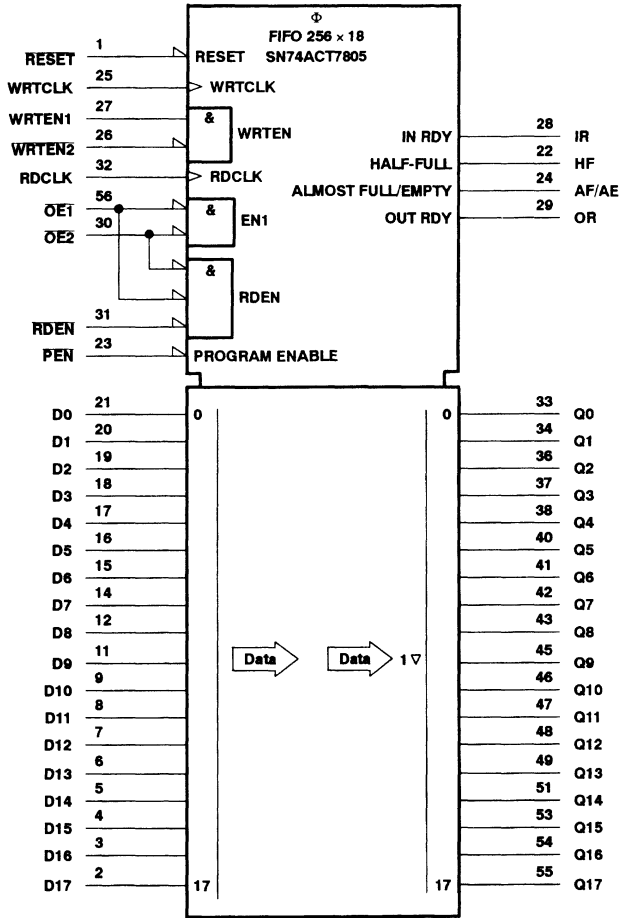 Φ
FIFO 256 × 18
SN74ACT7805
RESET 1 RESET
WRTCLK 25 WRTCLK
WRTEN1 27 &
WRTEN2 26 WRTEN
RDCLK 32 RDCLK
OE1 56 &
OE2 30 EN1
&
RDEN
RDEN 31
PEN 23 PROGRAM ENABLE
IN RDY 28 IR
HALF-FULL 22 HF
ALMOST FULL/EMPTY 24 AF/AE
OUT RDY 29 OR
D0 21 0 0 33 Q0
D1 20 34 Q1
D2 19 36 Q2
D3 18 37 Q3
D4 17 38 Q4
D5 16 40 Q5
D6 15 41 Q6
D7 14 42 Q7
D8 12 43 Q8
Data Data 1 ▽
D9 11 45 Q9
D10 9 46 Q10
D11 8 47 Q11
D12 7 48 Q12
D13 6 49 Q13
D14 5 51 Q14
D15 4 53 Q15
D16 3 54 Q16
D17 2 17 17 55 Q17